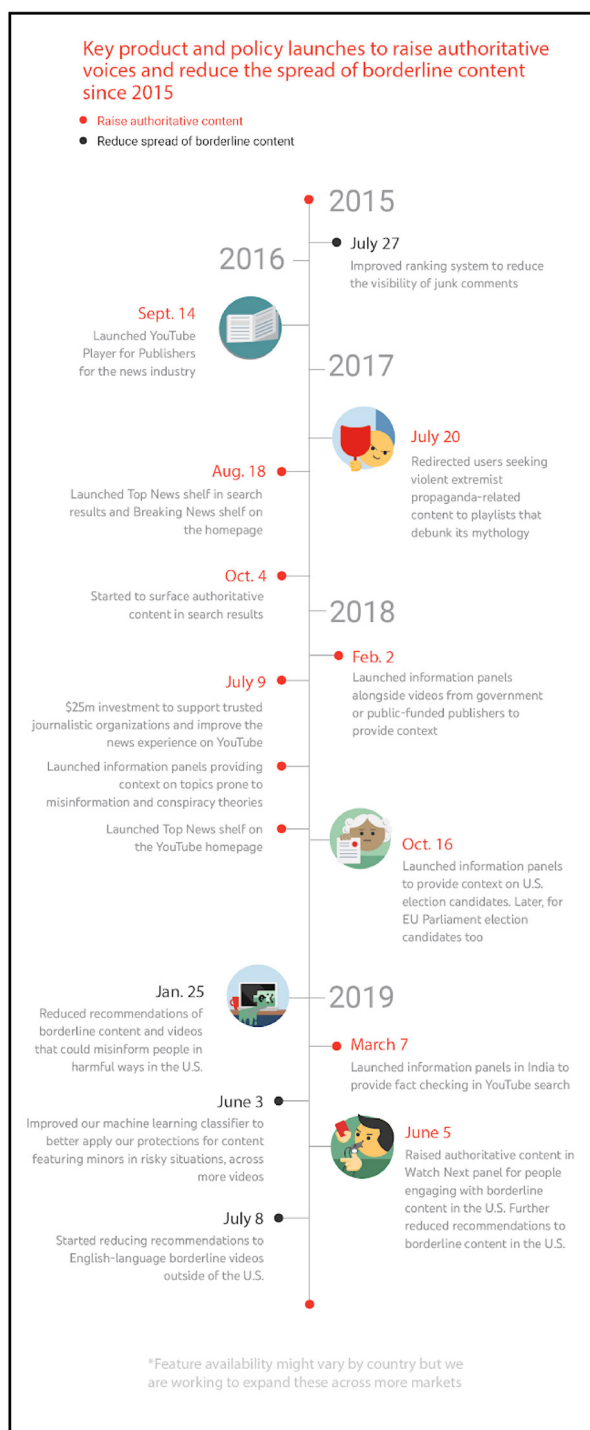 Key product and policy launches to raise authoritative
voices and reduce the spread of borderline content
since 2015
Raise authoritative content
Reduce spread of borderline content
2015
July 27
Improved ranking system to reduce
the visibility of junk comments
2016
Sept. 14
Launched YouTube
Player for Publishers
for the news industry
2017
July 20
Redirected users seeking
violent extremist
propaganda-related
content to playlists that
debunk its mythology
Aug. 18
Launched Top News shelf in search
results and Breaking News shelf on
the homepage
Oct. 4
Started to surface authoritative
content in search results
2018
Feb. 2
Launched information panels
alongside videos from government
or public-funded publishers to
provide context
July 9
$25m investment to support trusted
journalistic organizations and improve the
news experience on YouTube
Launched information panels providing
context on topics prone to
misinformation and conspiracy theories
Launched Top News shelf on
the YouTube homepage
Oct. 16
Launched information panels
to provide context on U.S.
election candidates. Later, for
EU Parliament election
candidates too
2019
Jan. 25
Reduced recommendations of
borderline content and videos
that could misinform people in
harmful ways in the U.S.
March 7
Launched information panels in India to
provide fact checking in YouTube search
June 3
Improved our machine learning classifier to
better apply our protections for content
featuring minors in risky situations, across
more videos
June 5
Raised authoritative content in
Watch Next panel for people
engaging with borderline
content in the U.S. Further
reduced recommendations to
borderline content in the U.S.
July 8
Started reducing recommendations to
English-language borderline videos
outside of the U.S.
*Feature availability might vary by country but we
are working to expand these across more markets